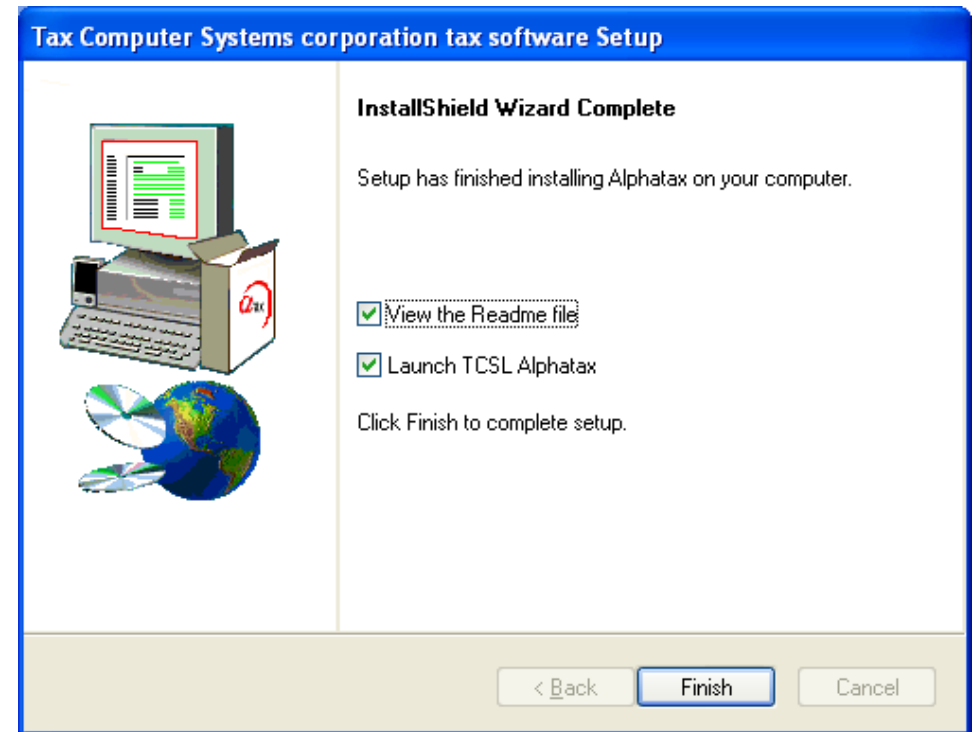 Tax Computer Systems corporation tax software Setup
InstallShield Wizard Complete
Setup has finished installing Alphatax on your computer.
αtax
View the Readme file
Launch TCSL Alphatax
Click Finish to complete setup.
< Back
Finish
Cancel